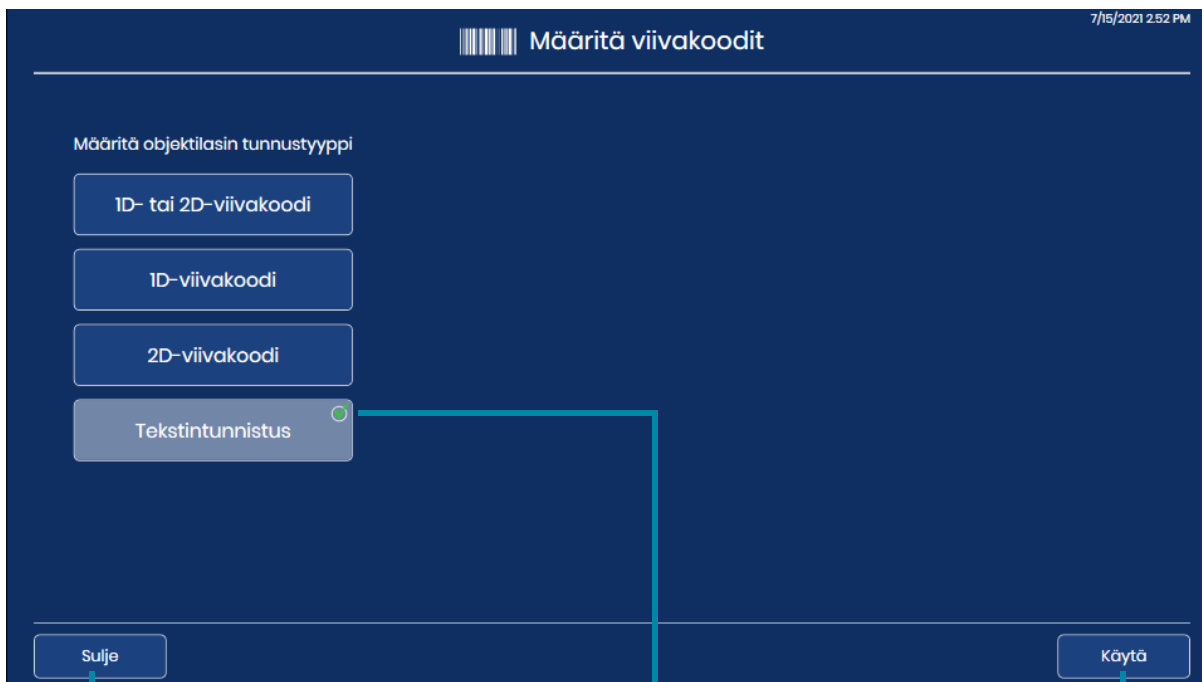 7/15/2021 2.52 PM
Määritä viivakoodit
Määritä objektilasin tunnustyyppi
1D- tai 2D-viivakoodi
1D-viivakoodi
2D-viivakoodi
Tekstintunnistus
Sulje
Käytä